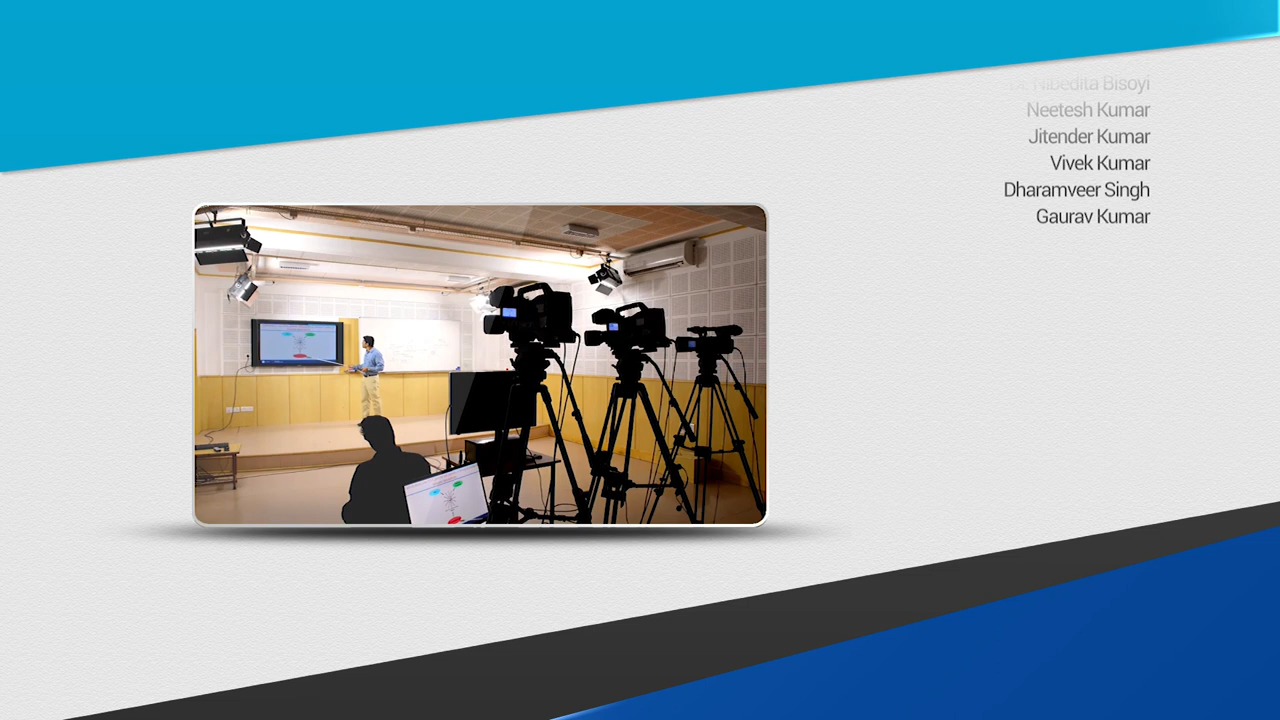 Nibedita Bisoyi
Neetesh Kumar
Jitender Kumar
Vivek Kumar
Dharamveer Singh
Gaurav Kumar